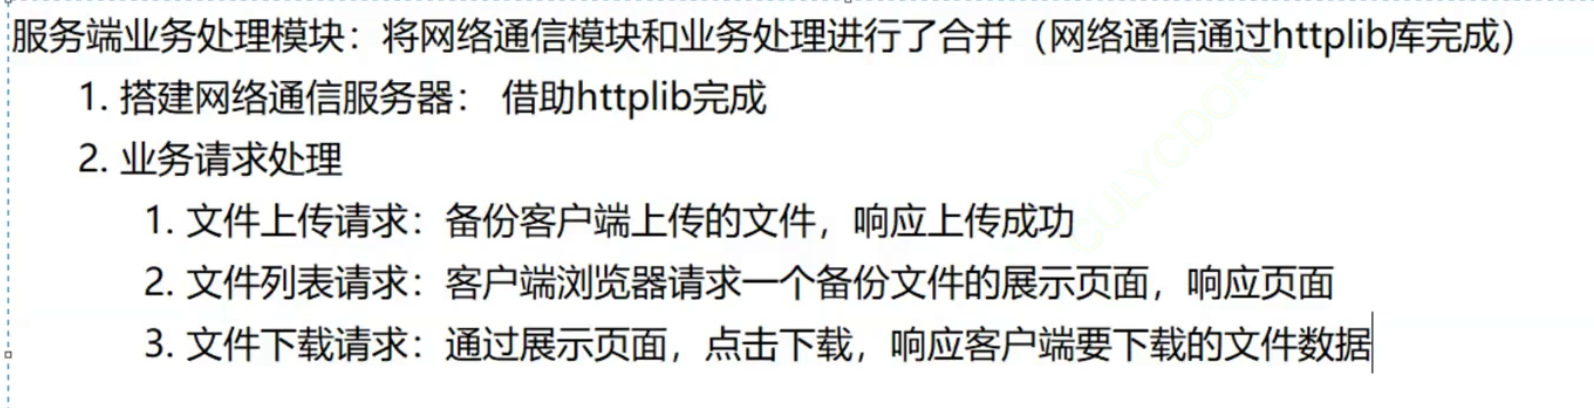 服务端业务处理模块：将网络通信模块和业务处理进行了合并（网络通信通过httplib库完成）
1. 搭建网络通信服务器： 借助httplib完成
2. 业务请求处理
1. 文件上传请求：备份客户端上传的文件，响应上传成功
2. 文件列表请求：客户端浏览器请求一个备份文件的展示页面，响应页面
3. 文件下载请求：通过展示页面，点击下载，响应客户端要下载的文件数据